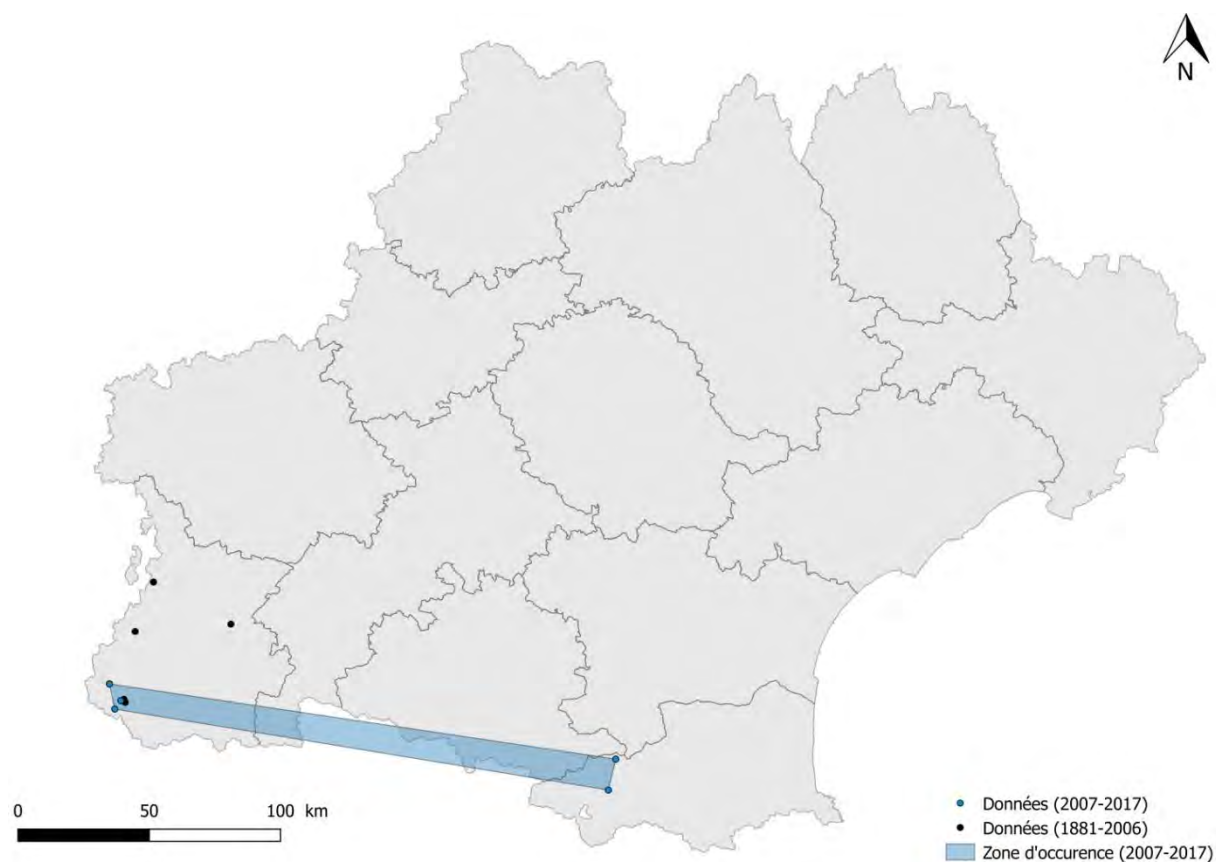 N
0 50 100 km
Données (2007-2017)
Données (1881-2006)
Zone d'occurence (2007-2017)